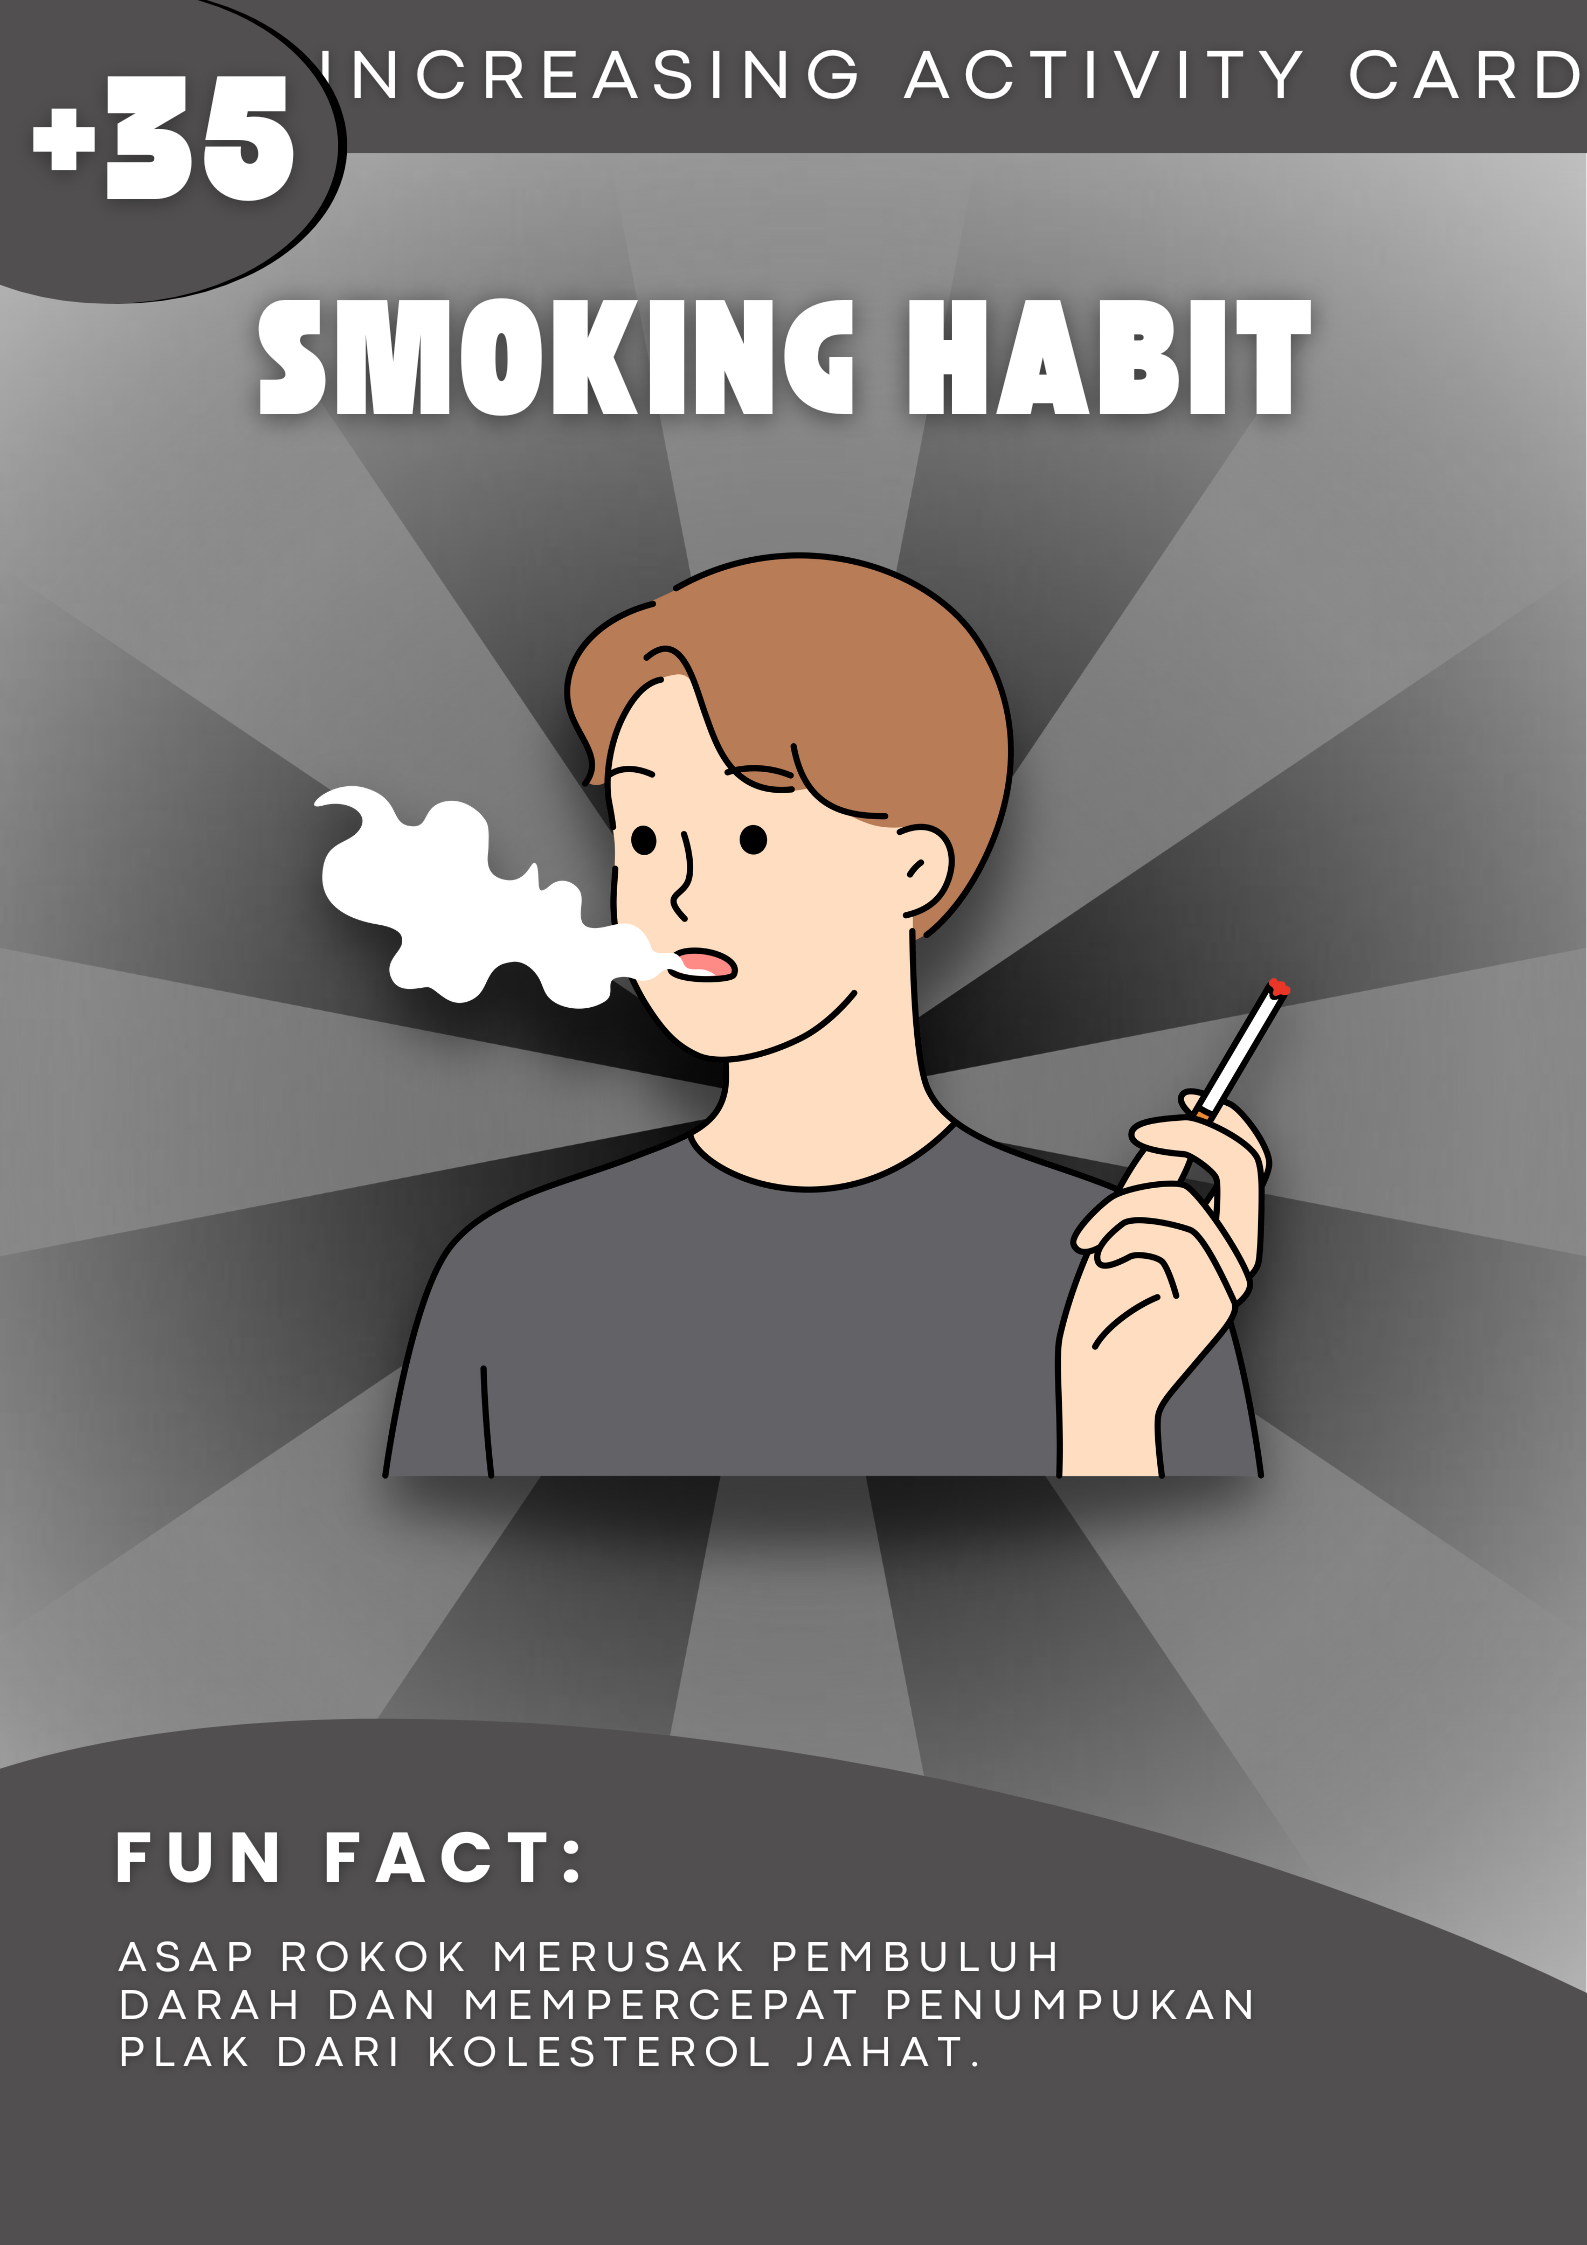 +35
INCREASING ACTIVITY CARD
SMOKING HABIT
FUN FACT:
ASAP ROKOK MERUSAK PEMBULUH
DARAH DAN MEMPERCEPAT PENUMPUKAN
PLAK DARI KOLESTEROL JAHAT.